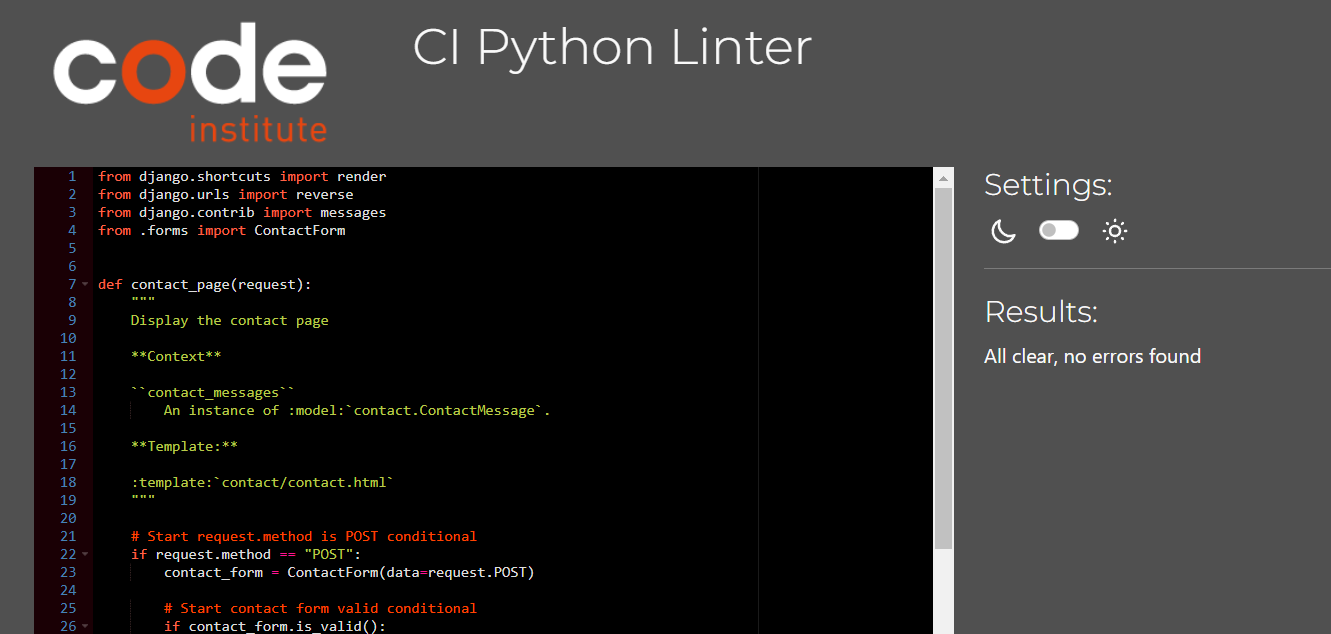 code
institute
CI Python Linter
1 from django.shortcuts import render
2 from django.urls import reverse
3 from django.contrib import messages
4 from .forms import ContactForm
5
6
7 def contact_page(request):
8     """
9     Display the contact page
10
11     **Context**
12
13     ``contact_messages``
14         An instance of :model:`contact.ContactMessage`.
15
16     **Template:**
17
18     :template:`contact/contact.html`
19     """
20
21     # Start request.method is POST conditional
22     if request.method == "POST":
23         contact_form = ContactForm(data=request.POST)
24
25         # Start contact form valid conditional
26         if contact_form.is_valid():
Settings:
Results:
All clear, no errors found